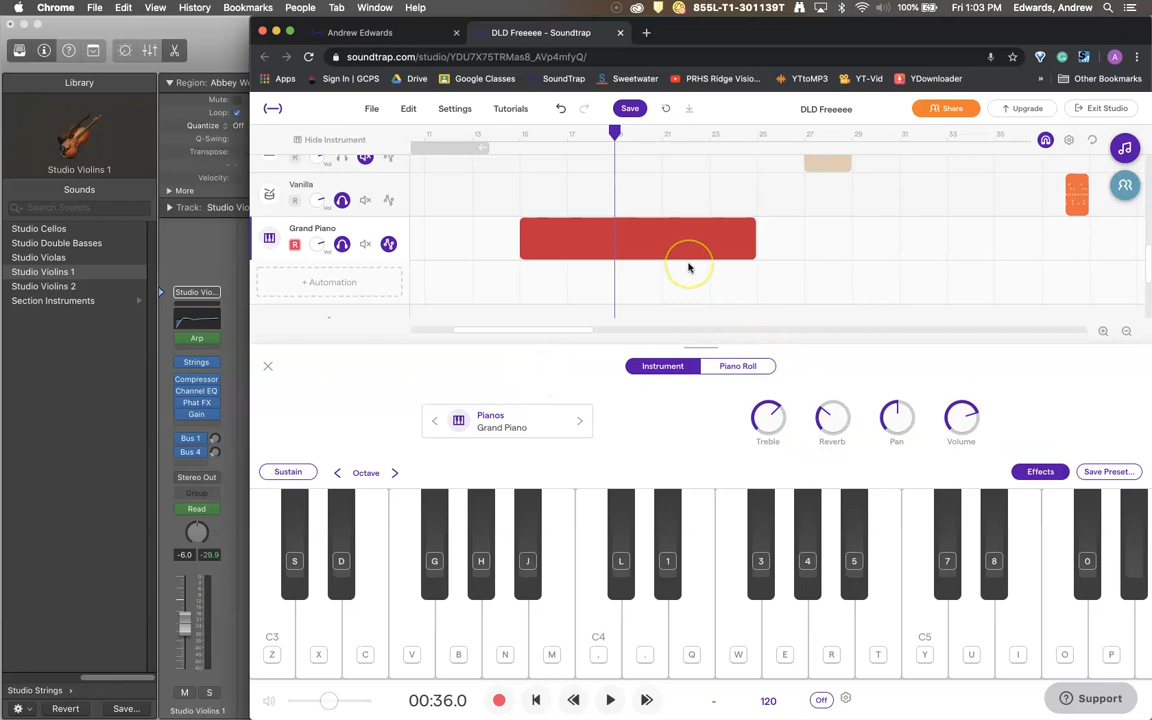 Chrome File Edit View History Bookmarks People Tab Window Help 855L-T1-301139T 100% Fri 1:03 PM Edwards, Andrew
Andrew Edwards DLD Freeeee - Soundtrap
soundtrap.com/studio/YDU7X75TRMas8_AVp4mfyQ/
Apps Sign In | GCPS Drive Google Classes SoundTrap Sweetwater PRHS Ridge Visio... YTtoMP3 YT-Vid YDownloader » Other Bookmarks
File Edit Settings Tutorials Save DLD Freeeee Share Upgrade Exit Studio
Hide Instrument 11 13 15 17 21 23 25 27 29 31 33 35
Vol
Vanilla
R Vol
Grand Piano
R Vol
+ Automation
Instrument Piano Roll
Pianos
Grand Piano
Treble Reverb Pan Volume
Sustain < Octave > Effects Save Preset...
S D G H J L 1 3 4 5 7 8 0
C3 C4 C5
Z X C V B N M , . Q W E R T Y U I O P
00:36.0 - 120 Off Support
Library
Studio Violins 1
Sounds
Search Sounds
Studio Cellos
Studio Double Basses
Studio Violas
Studio Violins 1
Studio Violins 2
Section Instruments
Studio Strings
Revert Save...
Region: Abbey W
Mute:
Loop:
Quantize Off
Q-Swing:
Transpose:
Velocity:
More
Track: Studio Vio
Studio Vio...
Arp
Strings
Compressor
Channel EQ
Phat FX
Gain
Bus 1
Bus 4
Stereo Out
Group
Read
-6.0 -29.9
M S
Studio Violins 1